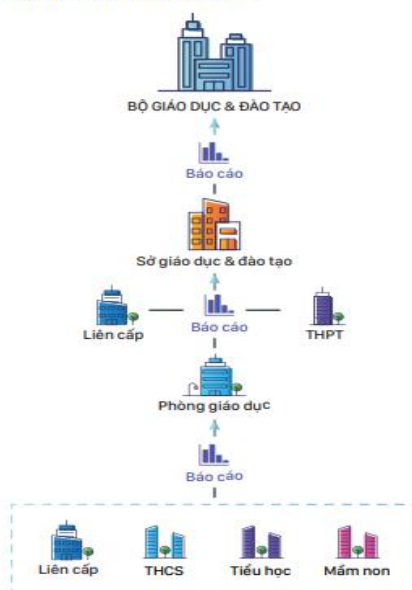 BỘ GIÁO DỤC & ĐÀO TẠO
Báo cáo
Sở giáo dục & đào tạo
Liên cấp
Báo cáo
THPT
Phòng giáo dục
Báo cáo
Liên cấp
THCS
Tiểu học
Mầm non